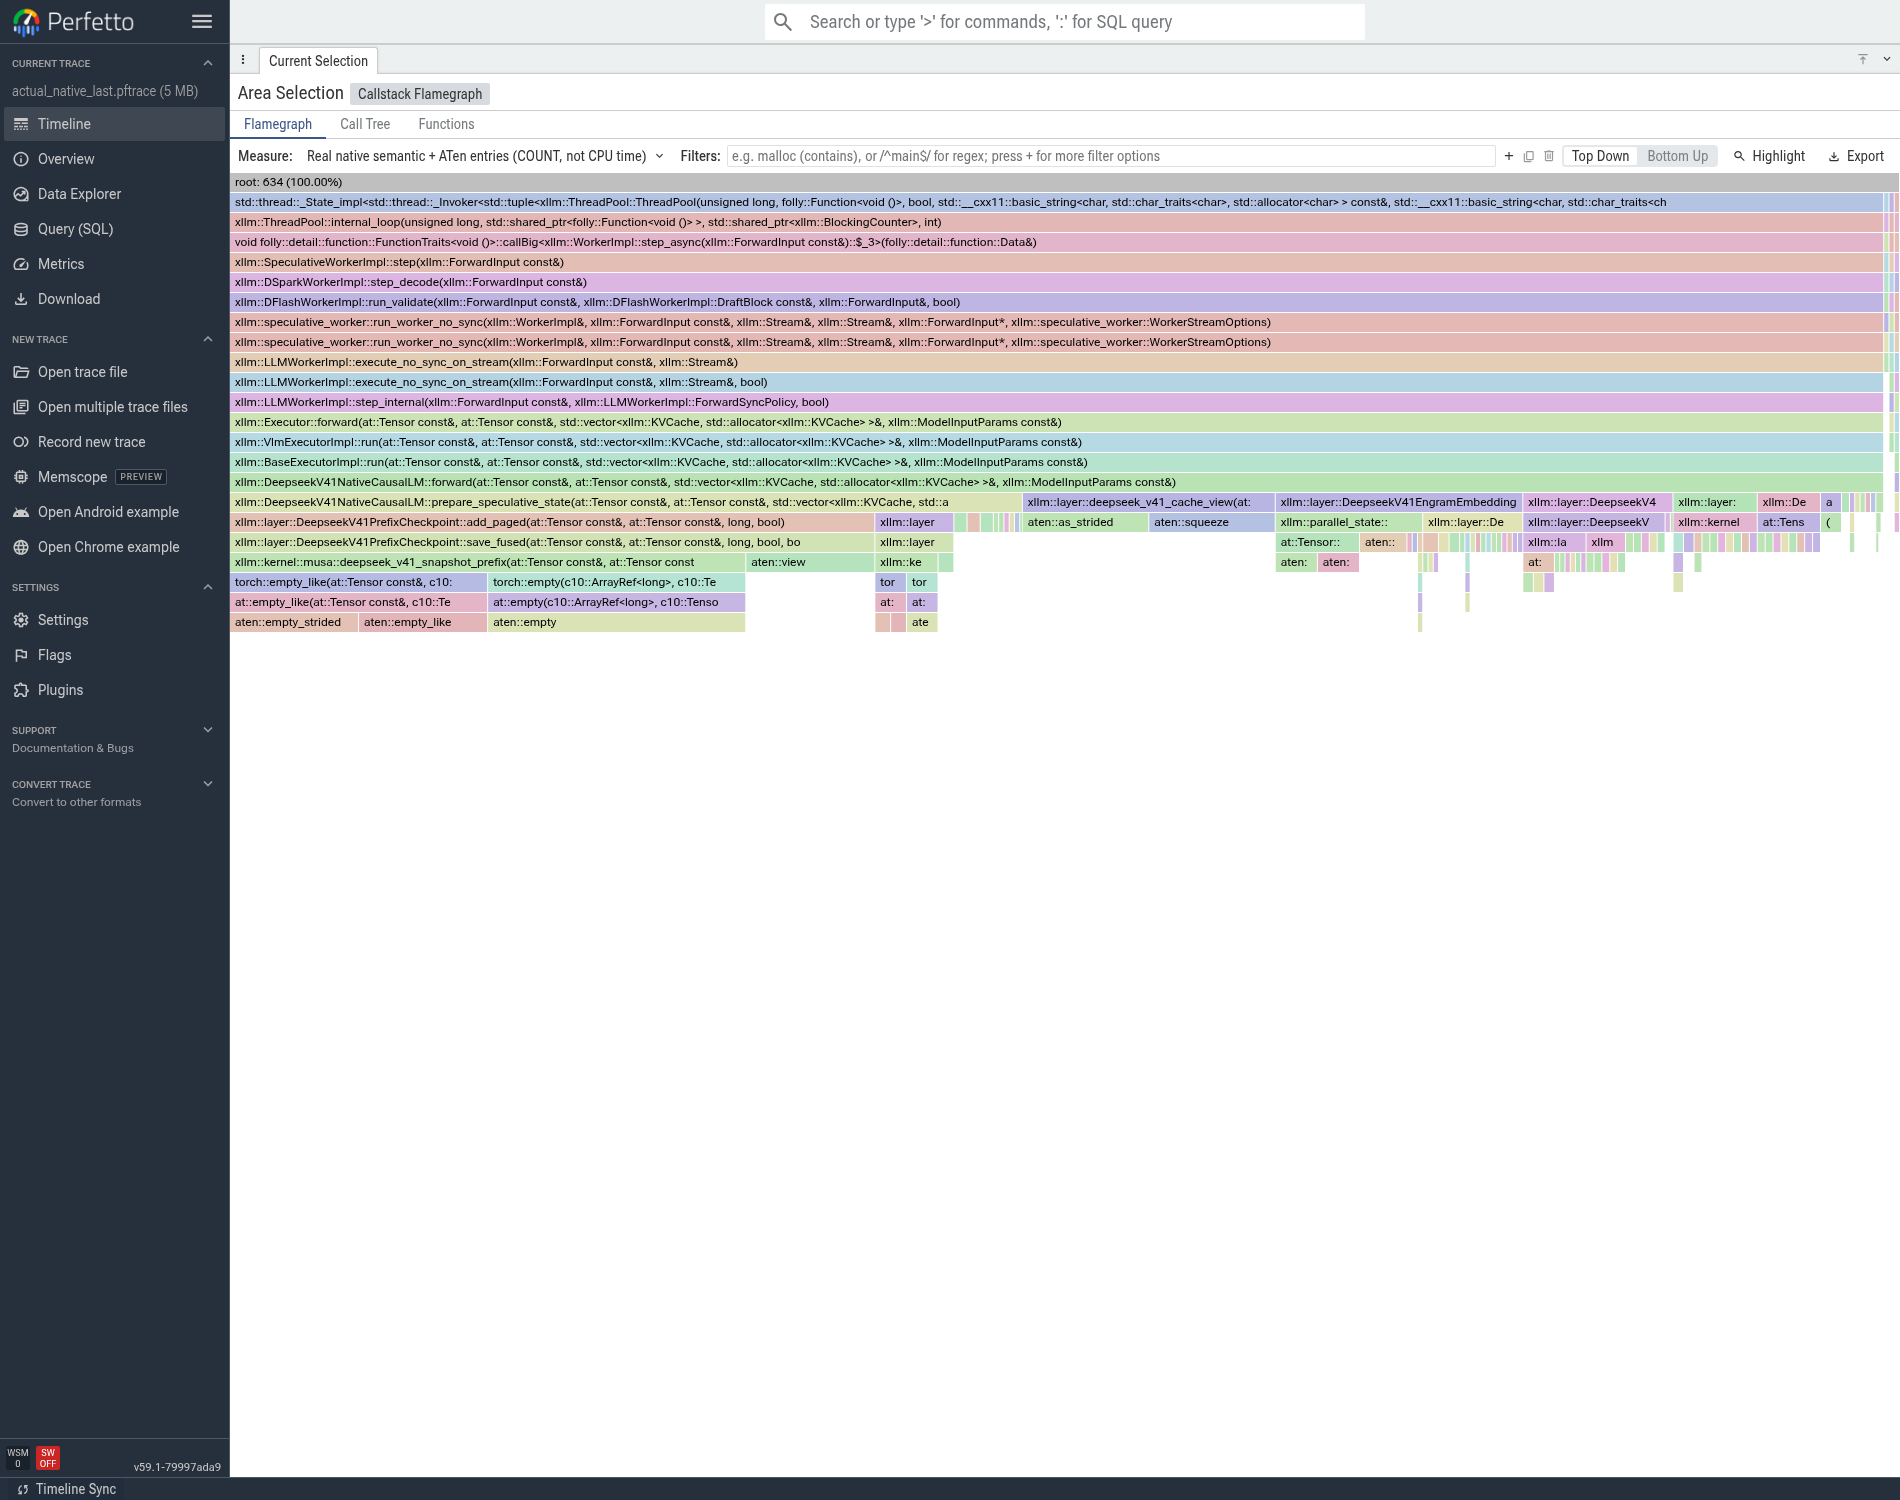 Perfetto
Search or type '>' for commands, ':' for SQL query
CURRENT TRACE
actual_native_last.pftrace (5 MB)
Timeline
Overview
Data Explorer
Query (SQL)
Metrics
Download
NEW TRACE
Open trace file
Open multiple trace files
Record new trace
Memscope PREVIEW
Open Android example
Open Chrome example
SETTINGS
Settings
Flags
Plugins
SUPPORT
Documentation & Bugs
CONVERT TRACE
Convert to other formats
WSM 0
SW OFF
v59.1-79997ada9
Timeline Sync
Current Selection
Area Selection Callstack Flamegraph
Flamegraph Call Tree Functions
Measure: Real native semantic + ATen entries (COUNT, not CPU time) Filters: e.g. malloc (contains), or /^main$/ for regex; press + for more filter options + Top Down Bottom Up Highlight Export
root: 634 (100.00%)
std::thread::_State_impl<std::thread::_Invoker<std::tuple<xllm::ThreadPool::ThreadPool(unsigned long, folly::Function<void ()>, bool, std::__cxx11::basic_string<char, std::char_traits<char>, std::allocator<char> > const&, std::__cxx11::basic_string<char, std::char_traits<ch
xllm::ThreadPool::internal_loop(unsigned long, std::shared_ptr<folly::Function<void ()> >, std::shared_ptr<xllm::BlockingCounter>, int)
void folly::detail::function::FunctionTraits<void ()>::callBig<xllm::WorkerImpl::step_async(xllm::ForwardInput const&)::$_3>(folly::detail::function::Data&)
xllm::SpeculativeWorkerImpl::step(xllm::ForwardInput const&)
xllm::DSparkWorkerImpl::step_decode(xllm::ForwardInput const&)
xllm::DFlashWorkerImpl::run_validate(xllm::ForwardInput const&, xllm::DFlashWorkerImpl::DraftBlock const&, xllm::ForwardInput&, bool)
xllm::speculative_worker::run_worker_no_sync(xllm::WorkerImpl&, xllm::ForwardInput const&, xllm::Stream&, xllm::Stream&, xllm::ForwardInput*, xllm::speculative_worker::WorkerStreamOptions)
xllm::speculative_worker::run_worker_no_sync(xllm::WorkerImpl&, xllm::ForwardInput const&, xllm::Stream&, xllm::Stream&, xllm::ForwardInput*, xllm::speculative_worker::WorkerStreamOptions)
xllm::LLMWorkerImpl::execute_no_sync_on_stream(xllm::ForwardInput const&, xllm::Stream&)
xllm::LLMWorkerImpl::execute_no_sync_on_stream(xllm::ForwardInput const&, xllm::Stream&, bool)
xllm::LLMWorkerImpl::step_internal(xllm::ForwardInput const&, xllm::LLMWorkerImpl::ForwardSyncPolicy, bool)
xllm::Executor::forward(at::Tensor const&, at::Tensor const&, std::vector<xllm::KVCache, std::allocator<xllm::KVCache> >&, xllm::ModelInputParams const&)
xllm::VlmExecutorImpl::run(at::Tensor const&, at::Tensor const&, std::vector<xllm::KVCache, std::allocator<xllm::KVCache> >&, xllm::ModelInputParams const&)
xllm::BaseExecutorImpl::run(at::Tensor const&, at::Tensor const&, std::vector<xllm::KVCache, std::allocator<xllm::KVCache> >&, xllm::ModelInputParams const&)
xllm::DeepseekV41NativeCausalLM::forward(at::Tensor const&, at::Tensor const&, std::vector<xllm::KVCache, std::allocator<xllm::KVCache> >&, xllm::ModelInputParams const&)
xllm::DeepseekV41NativeCausalLM::prepare_speculative_state(at::Tensor const&, at::Tensor const&, std::vector<xllm::KVCache, std::a xllm::layer::deepseek_v41_cache_view(at: xllm::layer::DeepseekV41EngramEmbedding xllm::layer::DeepseekV4 xllm::layer: xllm::De a
xllm::layer::DeepseekV41PrefixCheckpoint::add_paged(at::Tensor const&, at::Tensor const&, long, bool) xllm::layer aten::as_strided aten::squeeze xllm::parallel_state:: xllm::layer::De xllm::layer::DeepseekV xllm::kernel at::Tens (
xllm::layer::DeepseekV41PrefixCheckpoint::save_fused(at::Tensor const&, at::Tensor const&, long, bool, bo xllm::layer at::Tensor:: aten:: xllm::la xllm
xllm::kernel::musa::deepseek_v41_snapshot_prefix(at::Tensor const&, at::Tensor const aten::view xllm::ke aten: aten: at:
torch::empty_like(at::Tensor const&, c10: torch::empty(c10::ArrayRef<long>, c10::Te tor tor
at::empty_like(at::Tensor const&, c10::Te at::empty(c10::ArrayRef<long>, c10::Tenso at: at:
aten::empty_strided aten::empty_like aten::empty ate